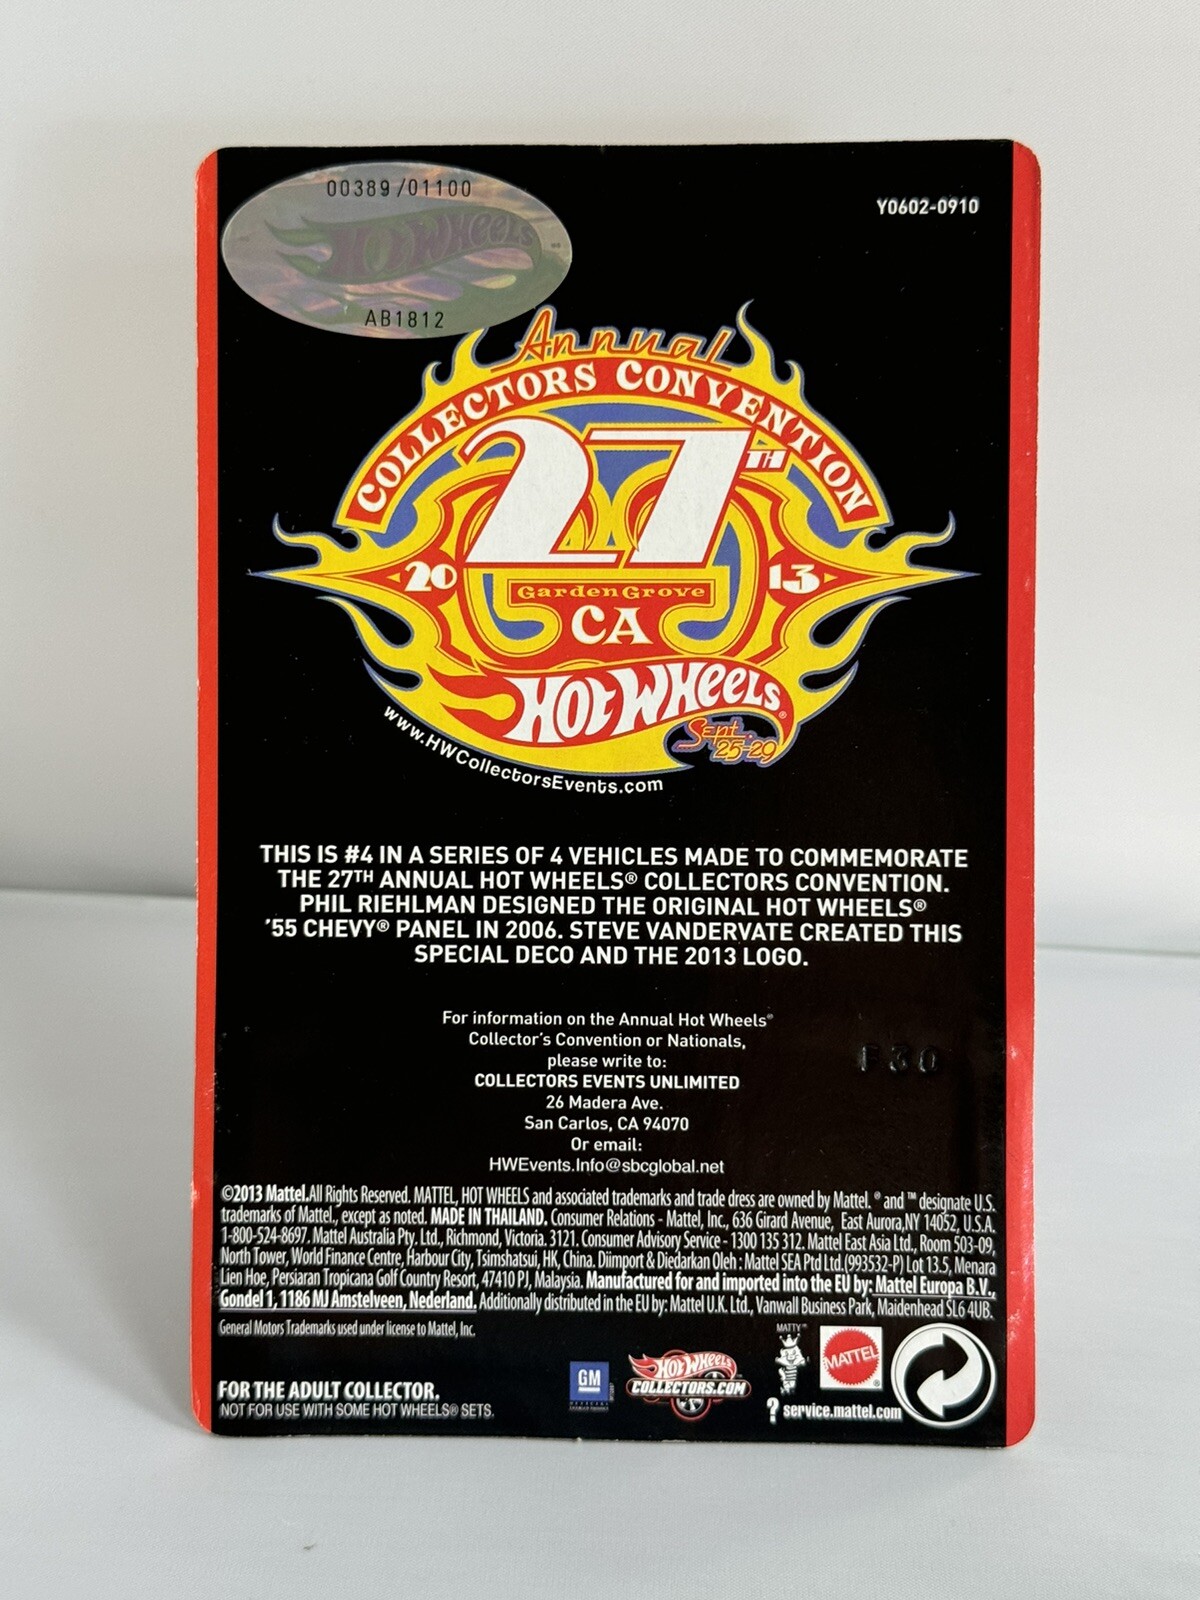 00389/01100
HOT WHEELS
AB1812
Y0602-0910
Annual
COLLECTORS CONVENTION
27TH
20 13
Garden Grove
CA
HOT WHEELS®
Sept. 25-29
www.HWCollectorsEvents.com
THIS IS #4 IN A SERIES OF 4 VEHICLES MADE TO COMMEMORATE
THE 27TH ANNUAL HOT WHEELS® COLLECTORS CONVENTION.
PHIL RIEHLMAN DESIGNED THE ORIGINAL HOT WHEELS®
'55 CHEVY® PANEL IN 2006. STEVE VANDERVATE CREATED THIS
SPECIAL DECO AND THE 2013 LOGO.
For information on the Annual Hot Wheels®
Collector's Convention or Nationals,
please write to:
COLLECTORS EVENTS UNLIMITED
26 Madera Ave.
San Carlos, CA 94070
Or email:
HWEvents.Info@sbcglobal.net
F30
©2013 Mattel. All Rights Reserved. MATTEL, HOT WHEELS and associated trademarks and trade dress are owned by Mattel. ® and ™ designate U.S.
trademarks of Mattel., except as noted. MADE IN THAILAND. Consumer Relations - Mattel, Inc., 636 Girard Avenue, East Aurora,NY 14052, U.S.A.
1-800-524-8697. Mattel Australia Pty. Ltd., Richmond, Victoria. 3121. Consumer Advisory Service - 1300 135 312. Mattel East Asia Ltd., Room 503-09,
North Tower, World Finance Centre, Harbour City, Tsimshatsui, HK, China. Diimport & Diedarkan Oleh : Mattel SEA Ptd Ltd.(993532-P) Lot 13.5, Menara
Lien Hoe, Persiaran Tropicana Golf Country Resort, 47410 PJ, Malaysia. Manufactured for and imported into the EU by: Mattel Europa B.V.,
Gondel 1, 1186 MJ Amstelveen, Nederland. Additionally distributed in the EU by: Mattel U.K. Ltd., Vanwall Business Park, Maidenhead SL6 4UB.
General Motors Trademarks used under license to Mattel, Inc.
FOR THE ADULT COLLECTOR.
NOT FOR USE WITH SOME HOT WHEELS® SETS.
GM
HOT WHEELS
COLLECTORS.COM
MATTY™
MATTEL®
? service.mattel.com